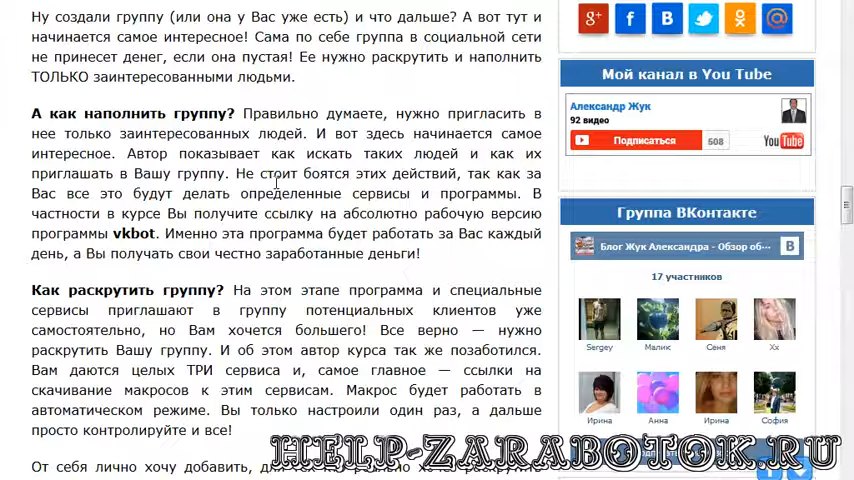 Ну создали группу (или она у Вас уже есть) и что дальше? А вот тут и
начинается самое интересное! Сама по себе группа в социальной сети
не принесет денег, если она пустая! Ее нужно раскрутить и наполнить
ТОЛЬКО заинтересованными людьми.
А как наполнить группу? Правильно думаете, нужно пригласить в
нее только заинтересованных людей. И вот здесь начинается самое
интересное. Автор показывает как искать таких людей и как их
приглашать в Вашу группу. Не стоит боятся этих действий, так как за
Вас все это будут делать определенные сервисы и программы. В
частности в курсе Вы получите ссылку на абсолютно рабочую версию
программы vkbot. Именно эта программа будет работать за Вас каждый
день, а Вы получать свои честно заработанные деньги!
Как раскрутить группу? На этом этапе программа и специальные
сервисы приглашают в группу потенциальных клиентов уже
самостоятельно, но Вам хочется большего! Все верно — нужно
раскрутить Вашу группу. И об этом автор курса так же позаботился.
Вам даются целых ТРИ сервиса и, самое главное — ссылки на
скачивание макросов к этим сервисам. Макрос будет работать в
автоматическом режиме. Вы только настроили один раз, а дальше
просто контролируйте и все!
От себя лично хочу добавить,
Мой канал в You Tube
Александр Жук
92 видео
Подписаться 508
You Tube
Группа ВКонтакте
Блог Жук Александра - Обзор об...
17 участников
Sergey Малик Сеня Хх
Ирина Анна Ирина София
HELP-ZARABOTOK.RU